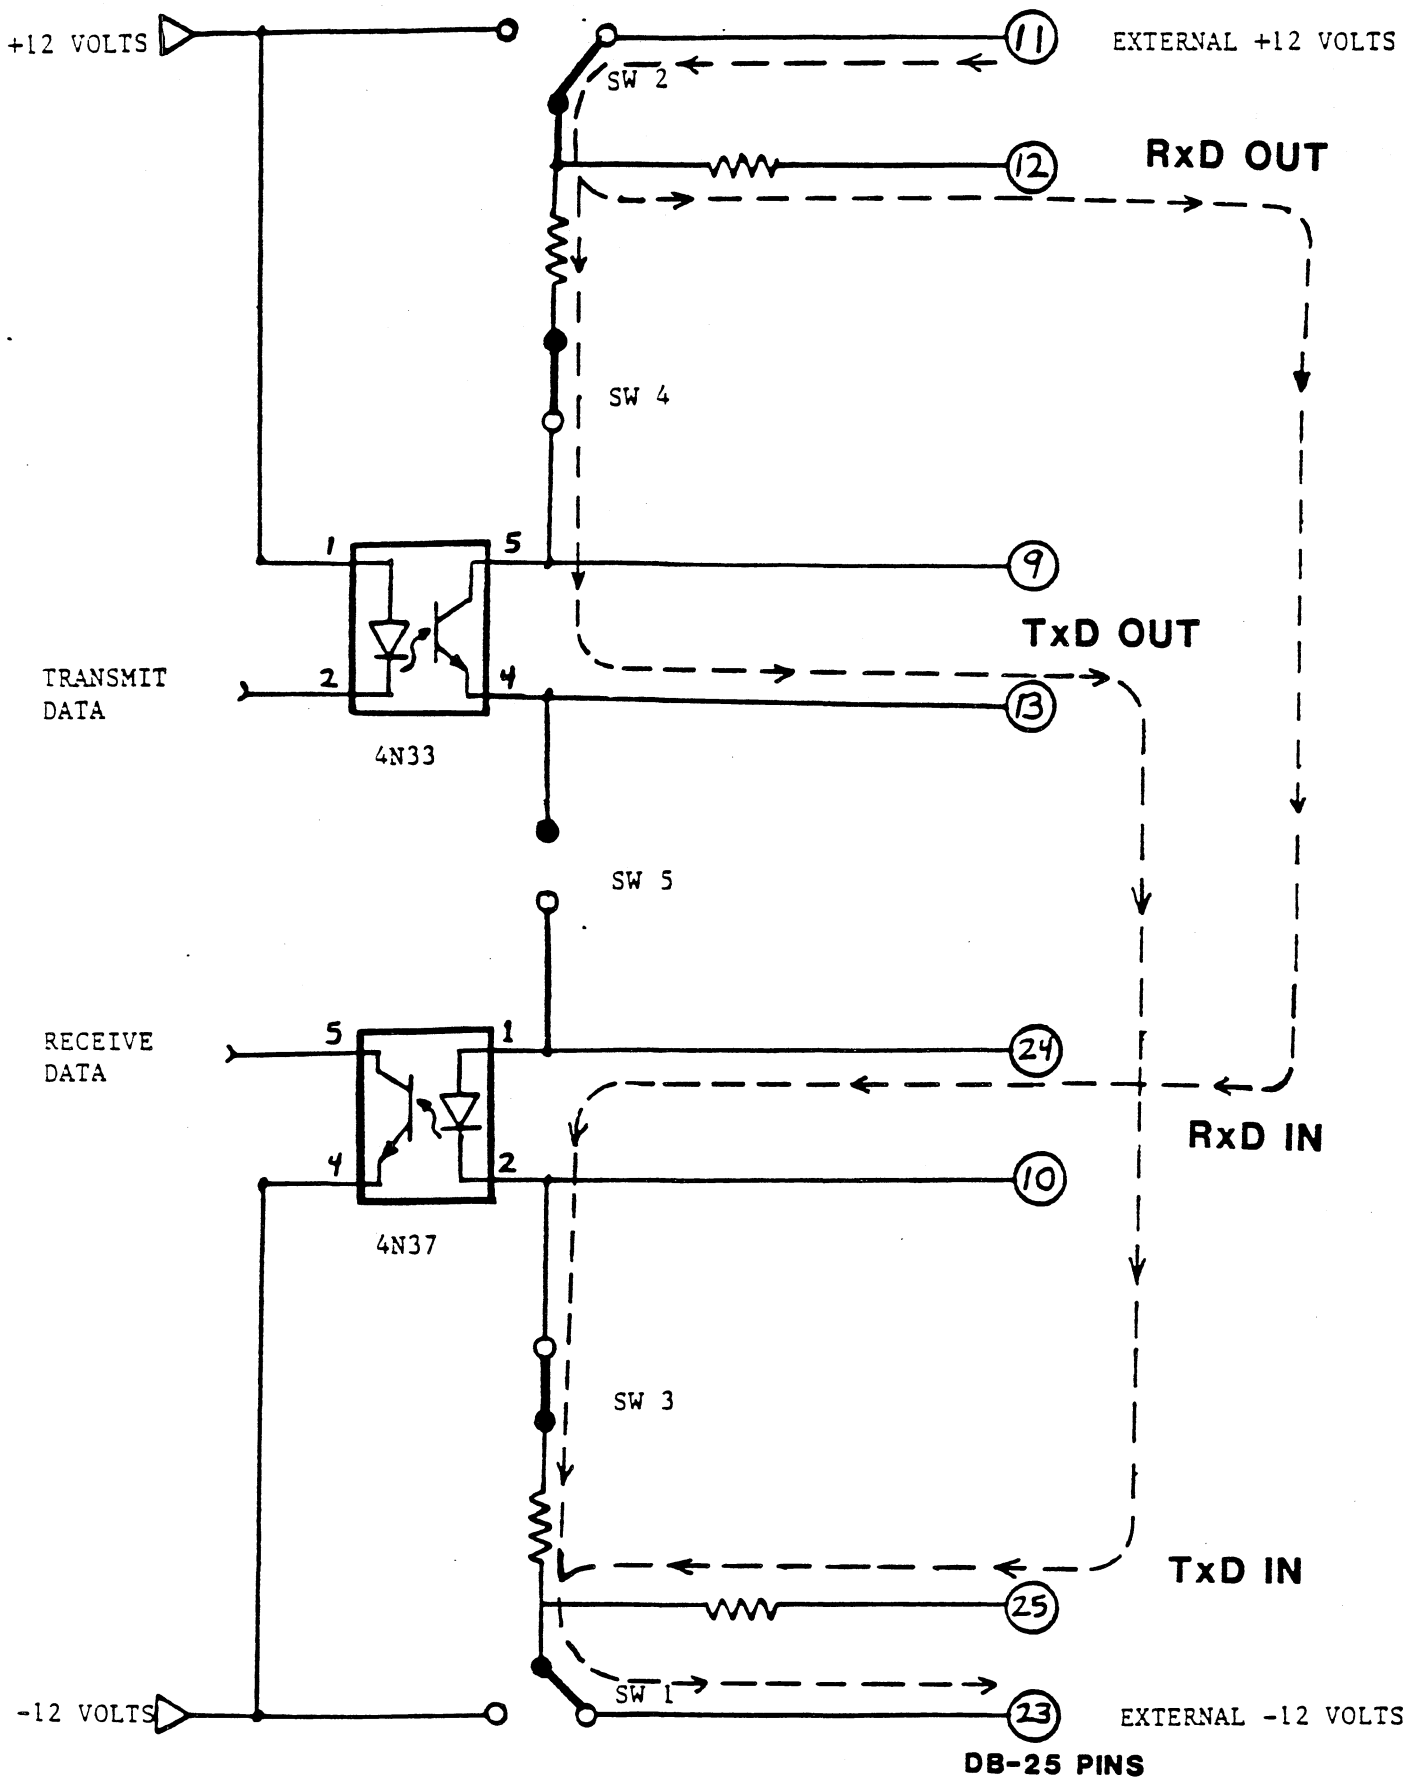 +12 VOLTS
11
EXTERNAL +12 VOLTS
SW 2
12
RxD OUT
SW 4
1
5
9
TxD OUT
TRANSMIT
DATA
2
4
13
4N33
SW 5
RECEIVE
DATA
5
1
24
RxD IN
4
2
10
4N37
SW 3
TxD IN
25
SW 1
-12 VOLTS
23
EXTERNAL -12 VOLTS
DB-25 PINS